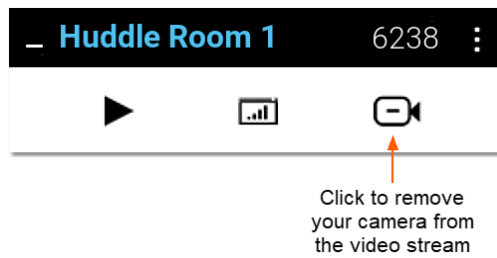 Huddle Room 1 6238
Click to remove
your camera from
the video stream